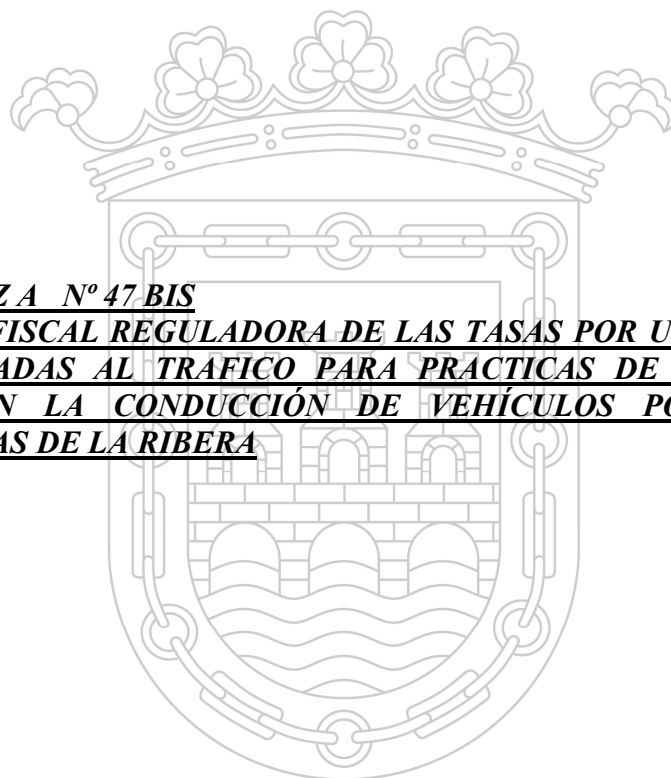 Z A Nº 47 BIS
FISCAL REGULADORA DE LAS TASAS POR U
ADAS AL TRAFICO PARA PRACTICAS DE
N LA CONDUCCIÓN DE VEHÍCULOS PO
AS DE LA RIBERA